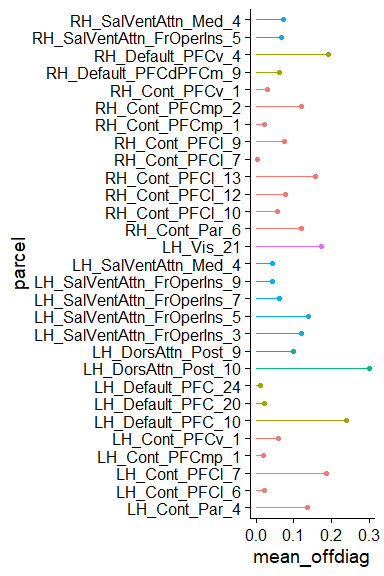 RH_SalVentAttn_Med_4
RH_SalVentAttn_FrOperIns_5
RH_Default_PFCv_4
RH_Default_PFCdPFCm_9
RH_Cont_PFCv_1
RH_Cont_PFCmp_2
RH_Cont_PFCmp_1
RH_Cont_PFCl_9
RH_Cont_PFCl_7
RH_Cont_PFCl_13
RH_Cont_PFCl_12
RH_Cont_PFCl_10
RH_Cont_Par_6
LH_Vis_21
LH_SalVentAttn_Med_4
LH_SalVentAttn_FrOperIns_9
LH_SalVentAttn_FrOperIns_7
LH_SalVentAttn_FrOperIns_5
LH_SalVentAttn_FrOperIns_3
LH_DorsAttn_Post_9
LH_DorsAttn_Post_10
LH_Default_PFC_24
LH_Default_PFC_20
LH_Default_PFC_10
LH_Cont_PFCv_1
LH_Cont_PFCmp_1
LH_Cont_PFCl_7
LH_Cont_PFCl_6
LH_Cont_Par_4
parcel
0.0 0.1 0.2 0.3
mean_offdiag